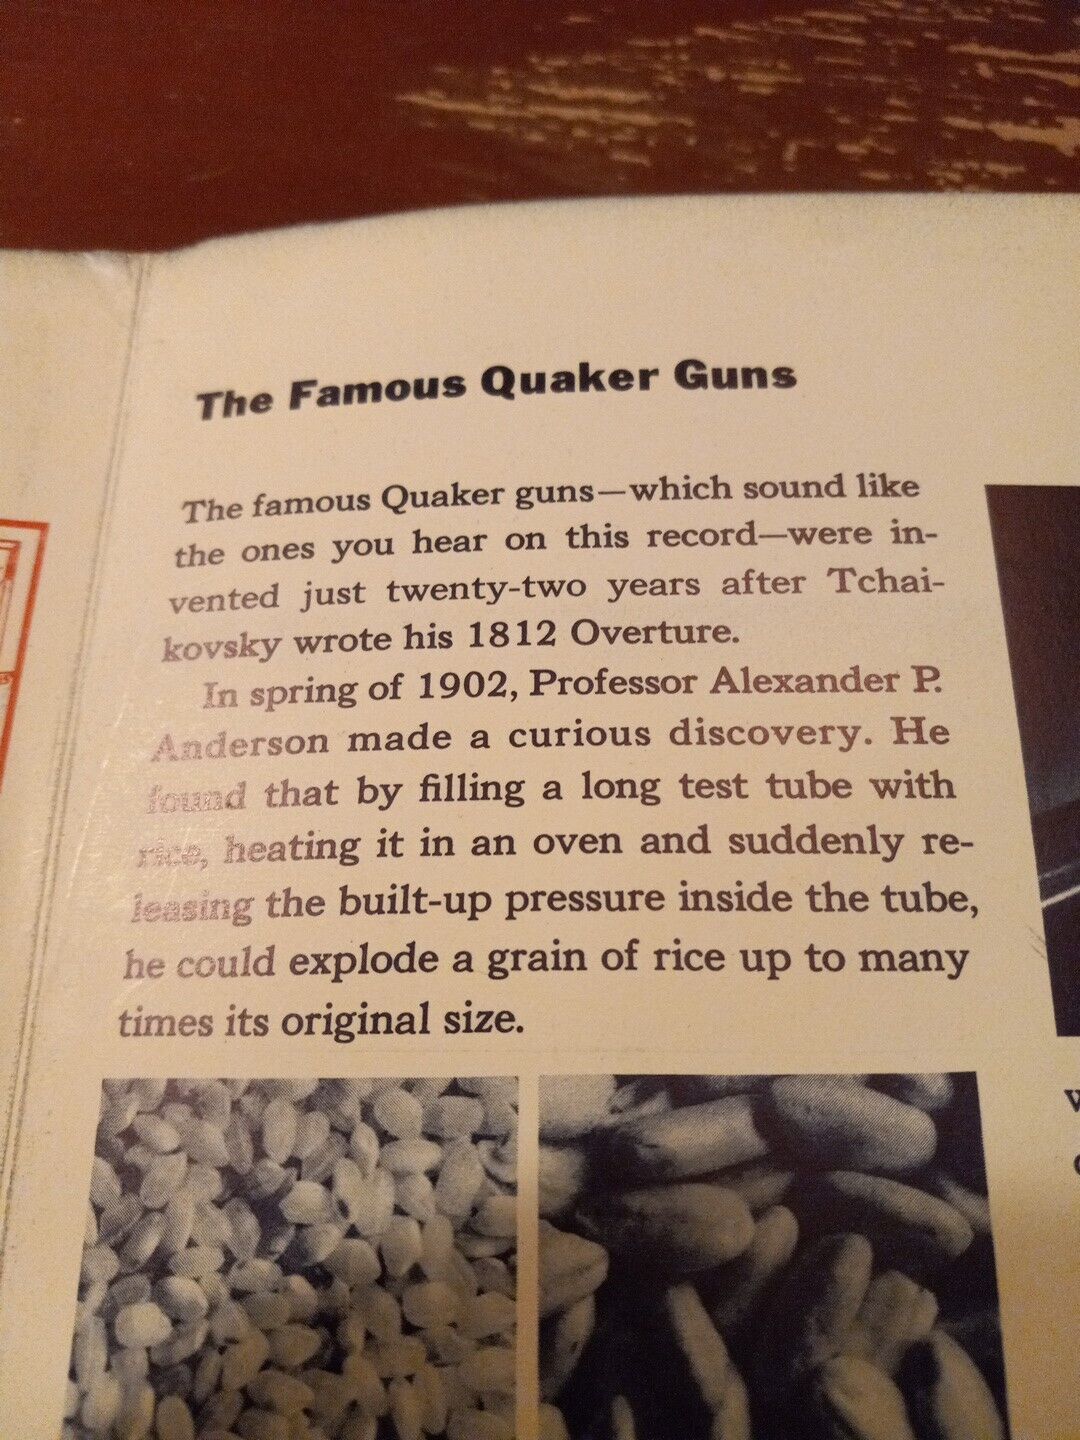 The Famous Quaker Guns
The famous Quaker guns—which sound like
the ones you hear on this record—were in-
vented just twenty-two years after Tchai-
kovsky wrote his 1812 Overture.
In spring of 1902, Professor Alexander P.
Anderson made a curious discovery. He
found that by filling a long test tube with
rice, heating it in an oven and suddenly re-
leasing the built-up pressure inside the tube,
he could explode a grain of rice up to many
times its original size.